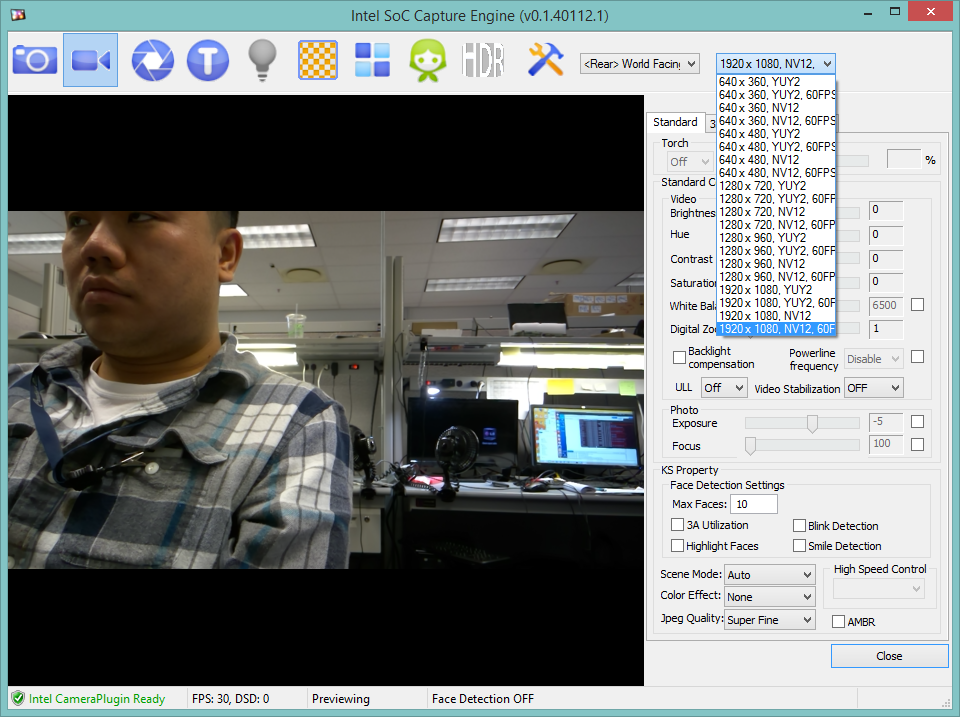 Intel SoC Capture Engine (v0.1.40112.1)
T
HDR
<Rear> World Facing
1920 x 1080, NV12,
640 x 360, YUY2
640 x 360, YUY2, 60FPS
640 x 360, NV12
640 x 360, NV12, 60FPS
640 x 480, YUY2
640 x 480, YUY2, 60FPS
640 x 480, NV12
640 x 480, NV12, 60FPS
1280 x 720, YUY2
1280 x 720, YUY2, 60FP
1280 x 720, NV12
1280 x 720, NV12, 60FP
1280 x 960, YUY2
1280 x 960, YUY2, 60FP
1280 x 960, NV12
1280 x 960, NV12, 60FP
1920 x 1080, YUY2
1920 x 1080, YUY2, 60F
1920 x 1080, NV12
1920 x 1080, NV12, 60F
Standard 3
Torch
Off %
Standard C
Video
Brightness 0
Hue 0
Contrast 0
Saturation 0
White Bal 6500
Digital Zoo 1
Backlight compensation
Powerline frequency Disable
ULL Off Video Stabilization OFF
Photo
Exposure -5
Focus 100
KS Property
Face Detection Settings
Max Faces: 10
3A Utilization Blink Detection
Highlight Faces Smile Detection
Scene Mode: Auto High Speed Control
Color Effect: None
Jpeg Quality: Super Fine AMBR
Close
Intel CameraPlugin Ready FPS: 30, DSD: 0 Previewing Face Detection OFF